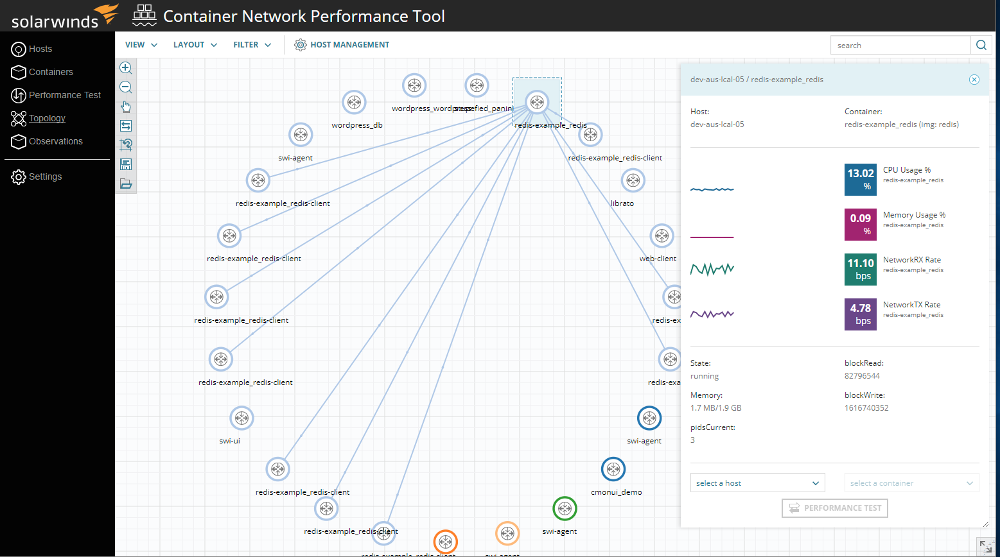 solarwinds
Container Network Performance Tool
Hosts
Containers
Performance Test
Topology
Observations
Settings
VIEW
LAYOUT
FILTER
HOST MANAGEMENT
search
wordpress_db
wordpress_wordpress
redis-example_redis
swi-agent
redis-example_redis-client
redis-example_redis-client
librato
redis-example_redis-client
web-client
redis-example_redis-client
redis-ex
redis-example_redis-client
redis-exa
swi-ui
swi-agent
redis-example_redis-client
cmonui_demo
redis-example_redis-client
swi-agent
redis-example_redis-client
swi-agent
dev-aus-lcal-05 / redis-example_redis
Host:
dev-aus-lcal-05
Container:
redis-example_redis (img: redis)
13.02
%
CPU Usage %
redis-example_redis
0.09
%
Memory Usage %
redis-example_redis
11.10
bps
NetworkRX Rate
redis-example_redis
4.78
bps
NetworkTX Rate
redis-example_redis
State:
running
blockRead:
82796544
Memory:
1.7 MB/1.9 GB
blockWrite:
1616740352
pidsCurrent:
3
select a host
select a container
PERFORMANCE TEST